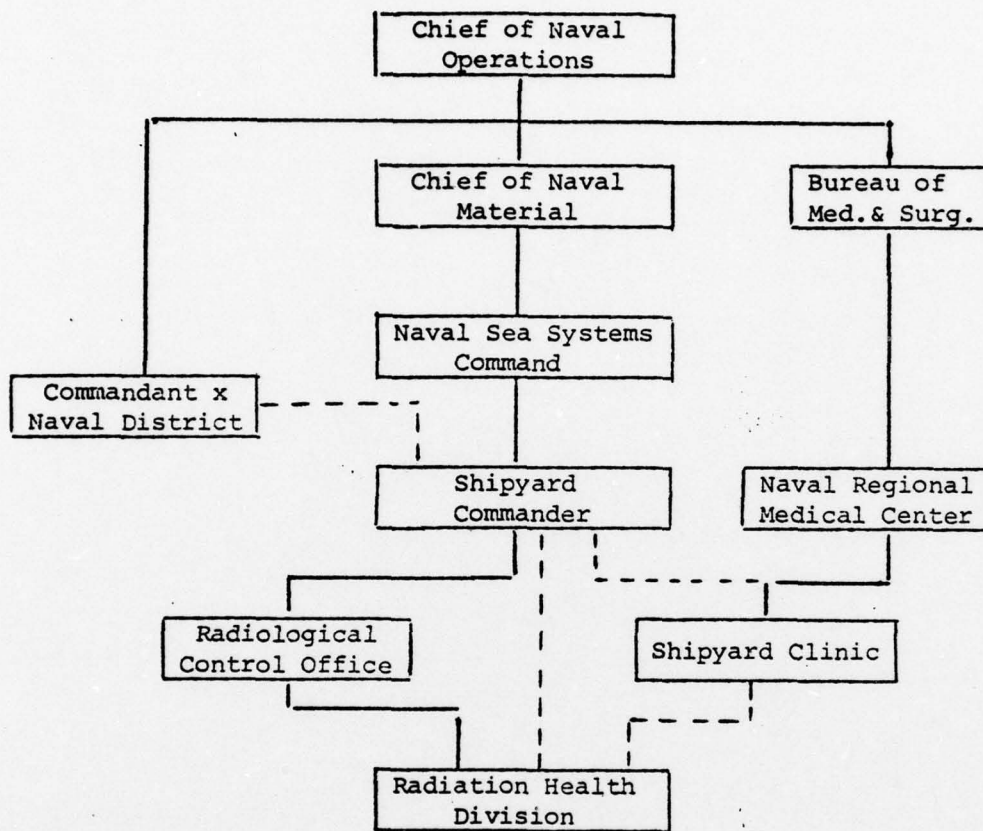 Chief of Naval
Operations
Chief of Naval
Material
Bureau of
Med.& Surg.
Naval Sea Systems
Command
Commandant x
Naval District
Shipyard
Commander
Naval Regional
Medical Center
Radiological
Control Office
Shipyard Clinic
Radiation Health
Division